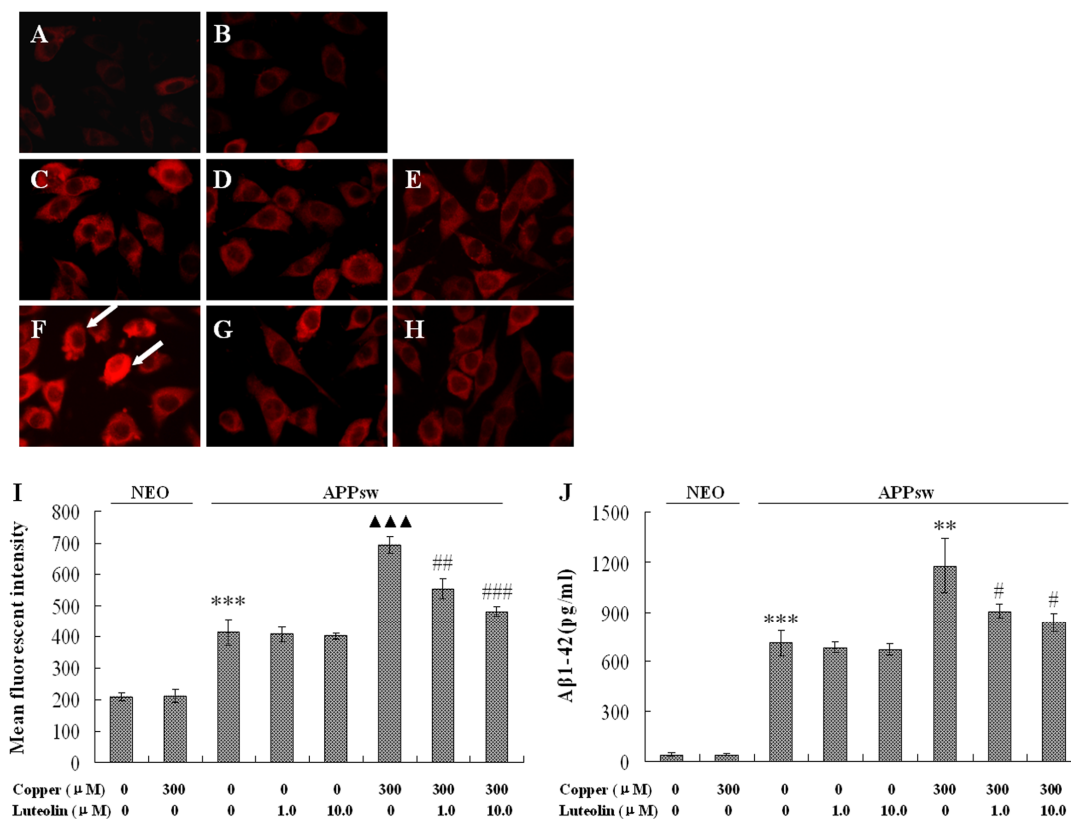 A
B
C
D
E
F
G
H
I
NEO
APPsw
Mean fluorescent intensity
800
700
600
500
400
300
200
100
0
***
▲▲▲
##
###
Copper (μM) 0 300 0 0 0 300 300 300
Luteolin (μM) 0 0 0 1.0 10.0 0 1.0 10.0
J
NEO
APPsw
Aβ1-42(pg/ml)
1500
1200
900
600
300
0
***
**
#
#
Copper (μM) 0 300 0 0 0 300 300 300
Luteolin (μM) 0 0 0 1.0 10.0 0 1.0 10.0